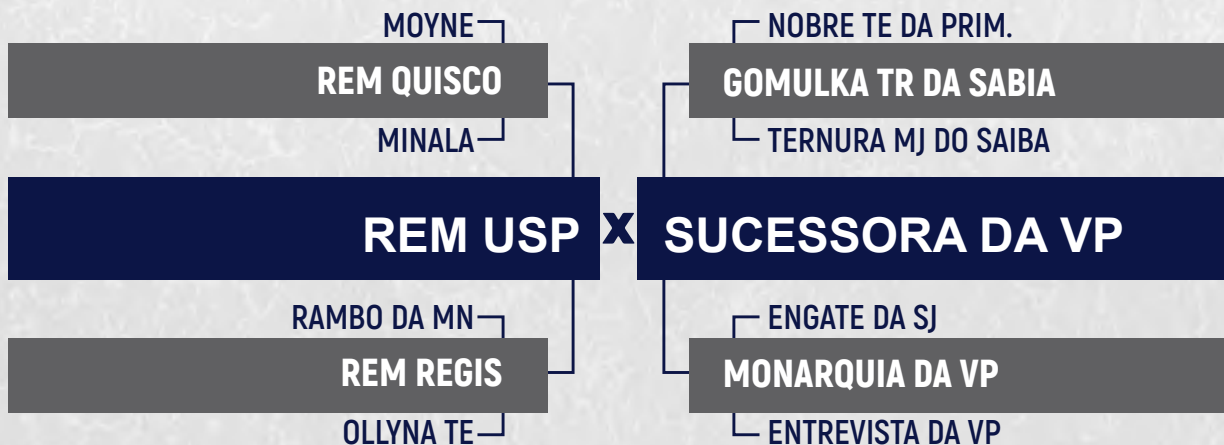 MOYNE
REM QUISCO
MINALA
REM USP
RAMBO DA MN
REM REGIS
OLLYNA TE
X
NOBRE TE DA PRIM.
GOMULKA TR DA SABIA
TERNURA MJ DO SAIBA
SUCESSORA DA VP
ENGATE DA SJ
MONARQUIA DA VP
ENTREVISTA DA VP